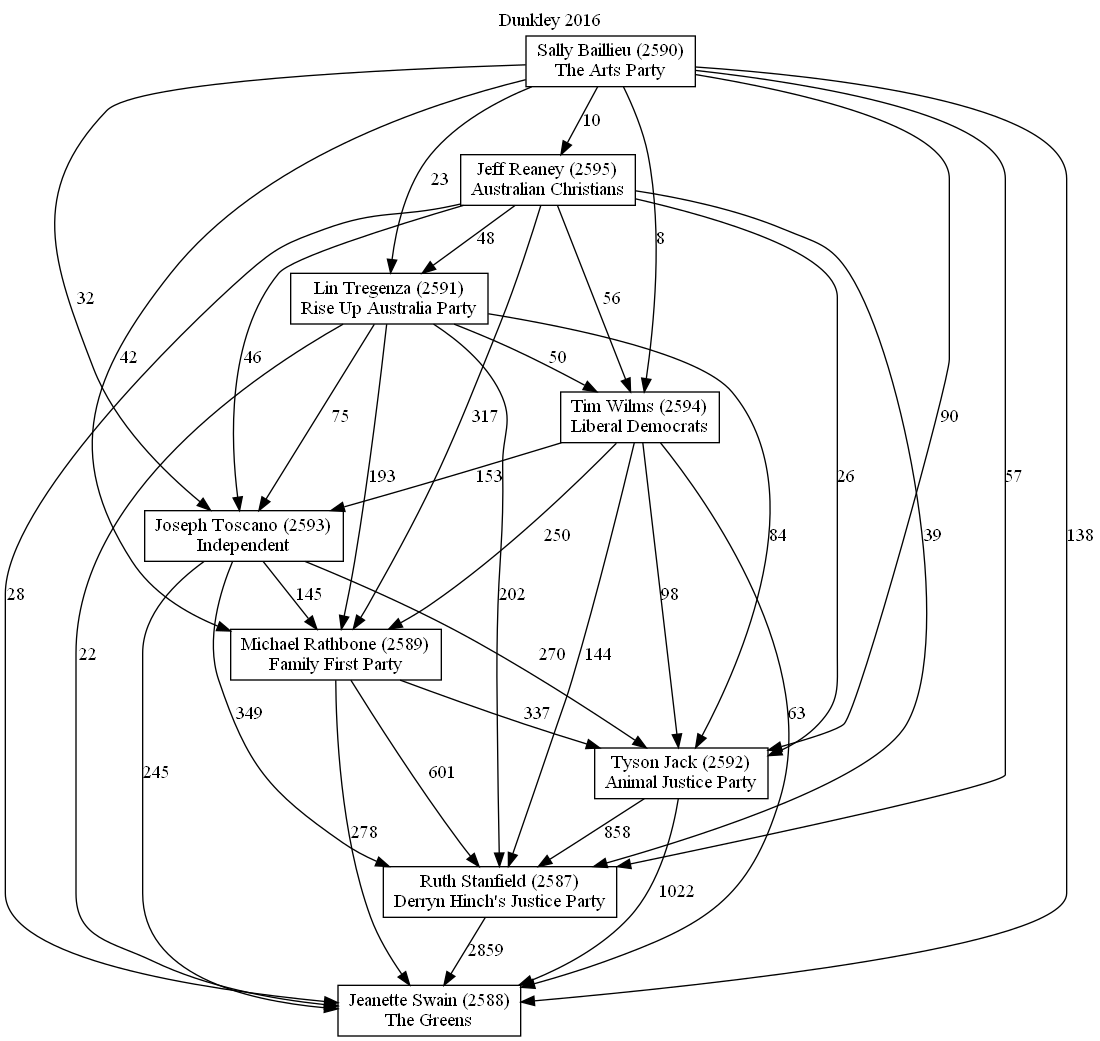 Dunkley 2016
Sally Baillieu (2590)
The Arts Party
10
Jeff Reaney (2595)
Australian Christians
23
48
8
Lin Tregenza (2591)
Rise Up Australia Party
32
56
42
46
50
Tim Wilms (2594)
Liberal Democrats
75
317
90
193
153
26
57
Joseph Toscano (2593)
Independent
250
84
39
138
28
145
202
98
Michael Rathbone (2589)
Family First Party
22
270
144
349
337
63
Tyson Jack (2592)
Animal Justice Party
245
601
278
858
Ruth Stanfield (2587)
Derryn Hinch's Justice Party
1022
2859
Jeanette Swain (2588)
The Greens